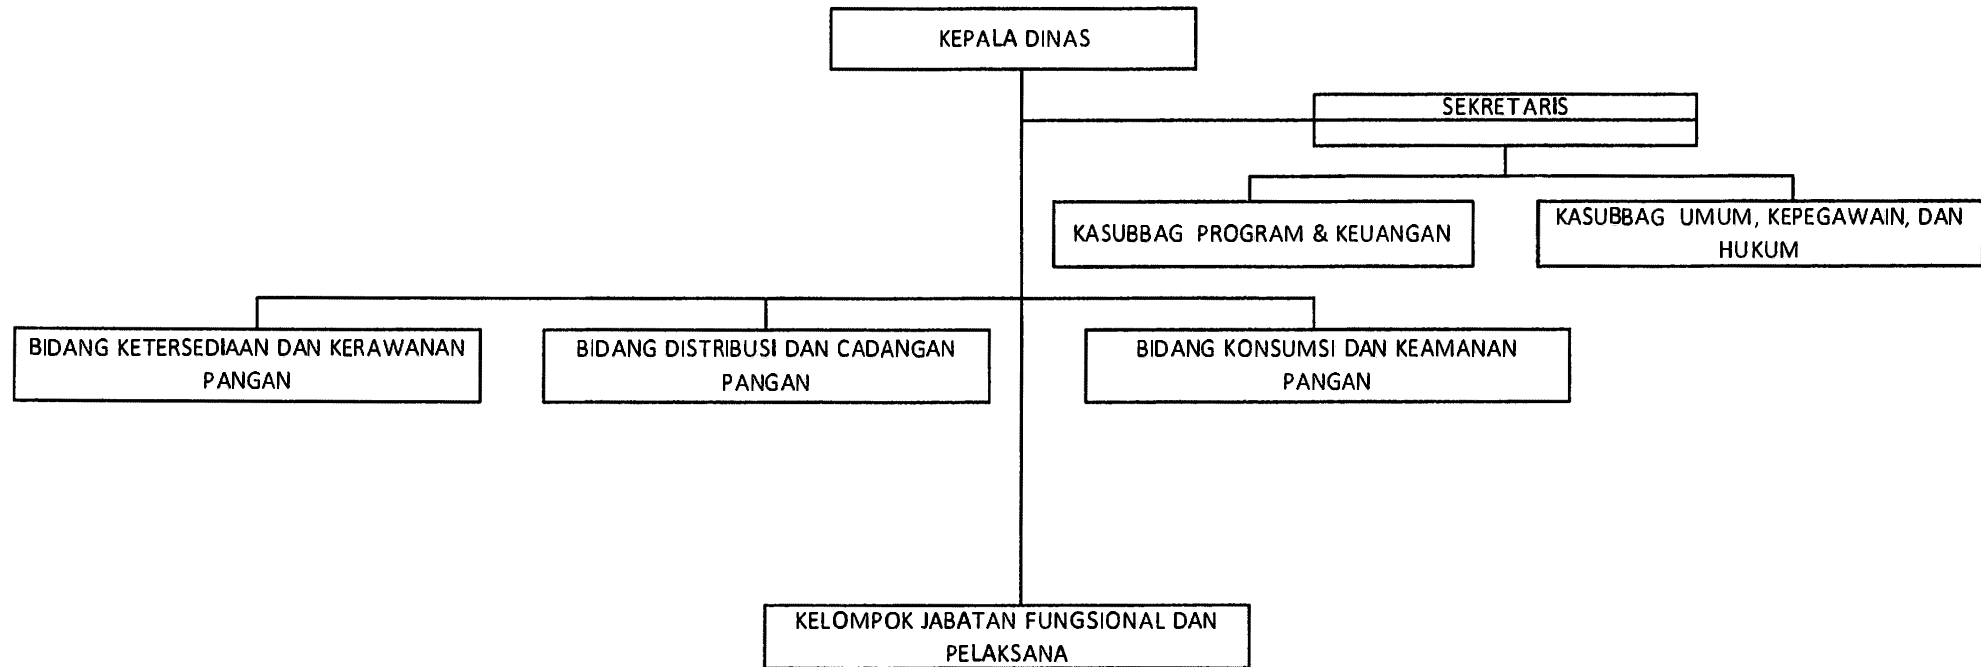 KEPALA DINAS
SEKRETARIS
KASUBBAG PROGRAM & KEUANGAN
KASUBBAG UMUM, KEPEGAWAIN, DAN
HUKUM
BIDANG KETERSEDIAAN DAN KERAWANAN
PANGAN
BIDANG DISTRIBUSI DAN CADANGAN
PANGAN
BIDANG KONSUMSI DAN KEAMANAN
PANGAN
KELOMPOK JABATAN FUNGSIONAL DAN
PELAKSANA